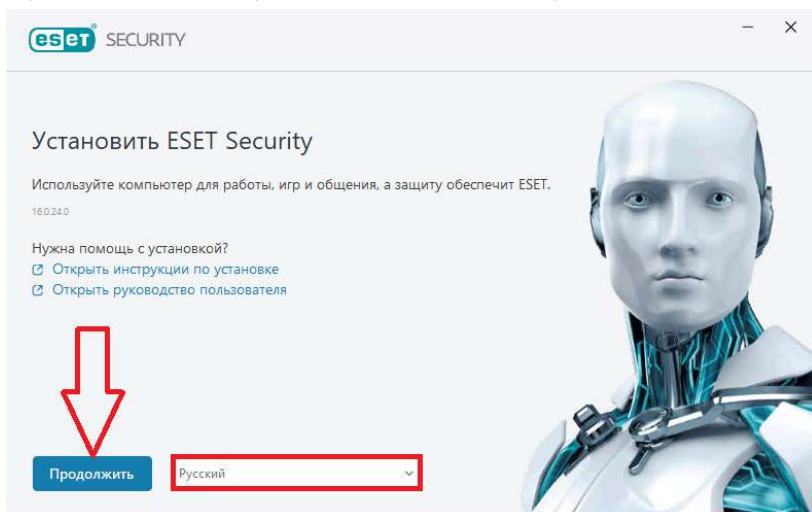 eset® SECURITY
Установить ESET Security
Используйте компьютер для работы, игр и общения, а защиту обеспечит ESET.
16.0.24.0
Нужна помощь с установкой?
Открыть инструкции по установке
Открыть руководство пользователя
Продолжить
Русский